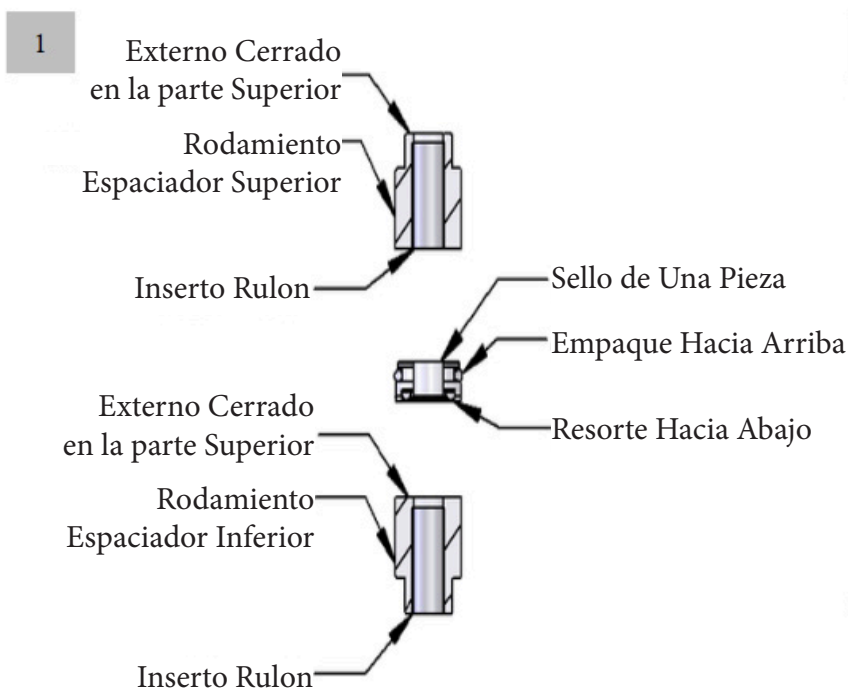 1
Externo Cerrado
en la parte Superior
Rodamiento
Espaciador Superior
Inserto Rulon
Sello de Una Pieza
Empaque Hacia Arriba
Resorte Hacia Abajo
Externo Cerrado
en la parte Superior
Rodamiento
Espaciador Inferior
Inserto Rulon